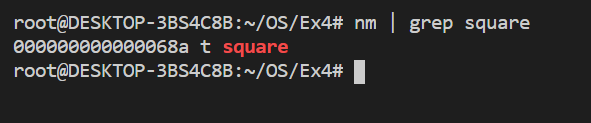 root@DESKTOP-3BS4C8B:~/OS/Ex4# nm | grep square
000000000000068a t square
root@DESKTOP-3BS4C8B:~/OS/Ex4#